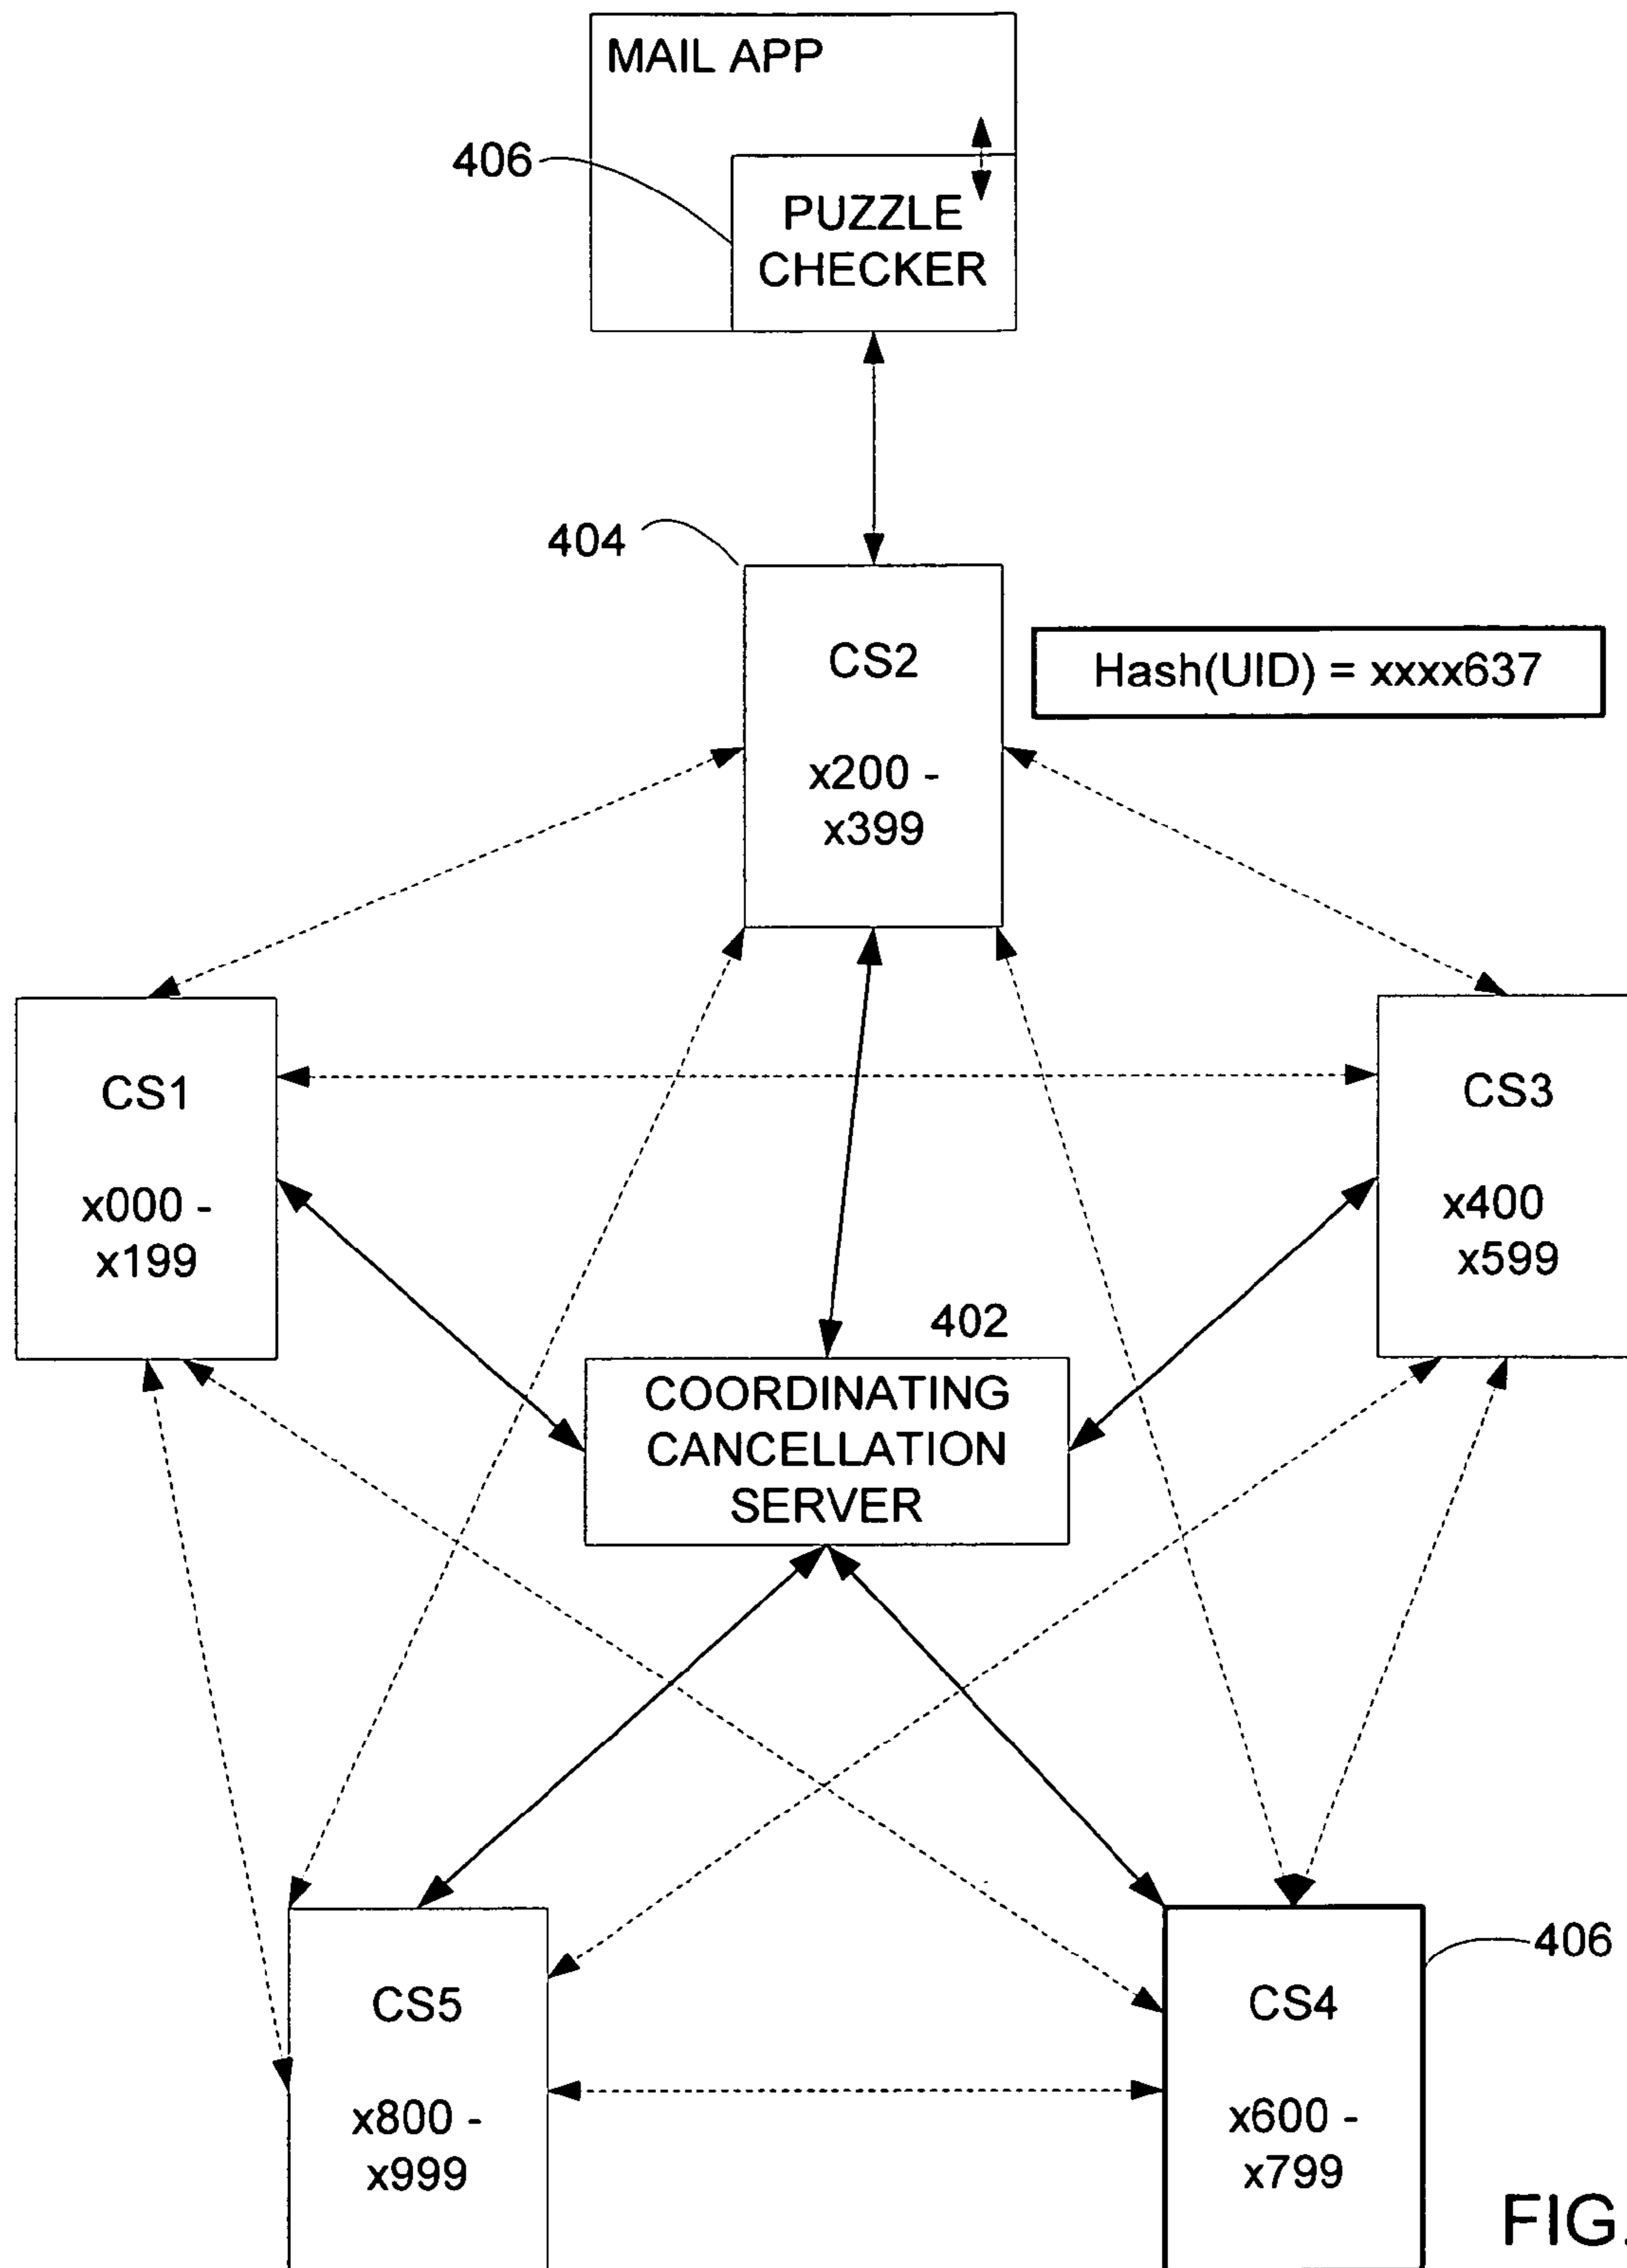 MAIL APP
406
PUZZLE
CHECKER
404
CS2
Hash(UID) = xxxx637
x200 -
x399
CS1
x000 -
x199
CS3
x400
x599
402
COORDINATING
CANCELLATION
SERVER
CS5
x800 -
x999
CS4
406
x600 -
x799
FIG.